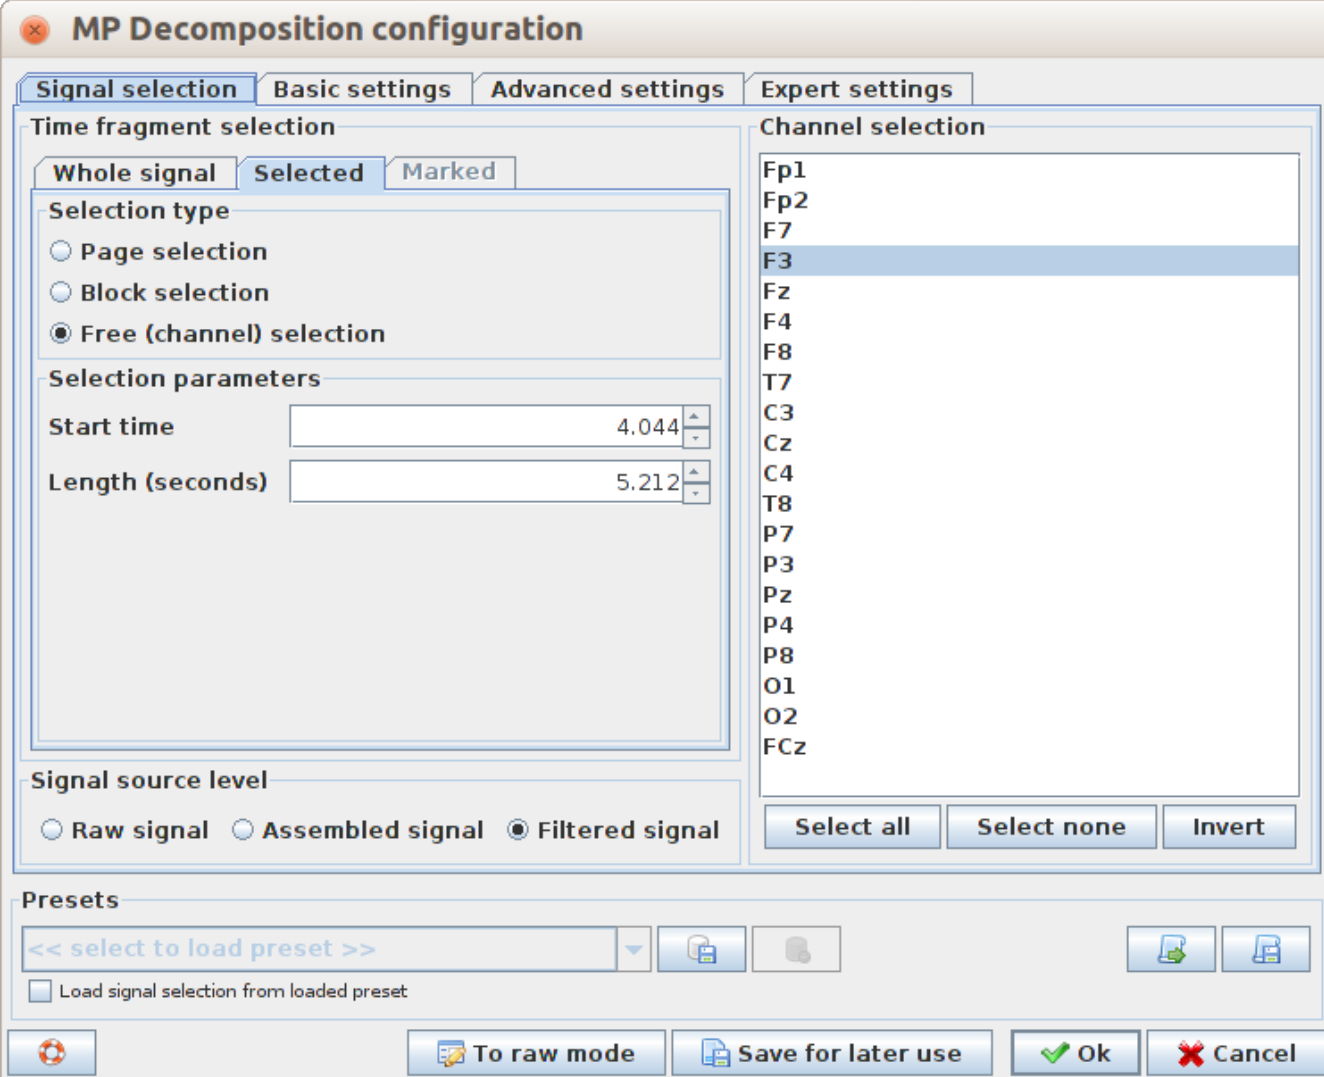 MP Decomposition configuration
Signal selection Basic settings Advanced settings Expert settings
Time fragment selection
Whole signal Selected Marked
Selection type
Page selection
Block selection
Free (channel) selection
Selection parameters
Start time 4.044
Length (seconds) 5.212
Signal source level
Raw signal Assembled signal Filtered signal
Channel selection
Fp1
Fp2
F7
F3
Fz
F4
F8
T7
C3
Cz
C4
T8
P7
P3
Pz
P4
P8
O1
O2
FCz
Select all Select none Invert
Presets
<< select to load preset >>
Load signal selection from loaded preset
To raw mode Save for later use Ok Cancel